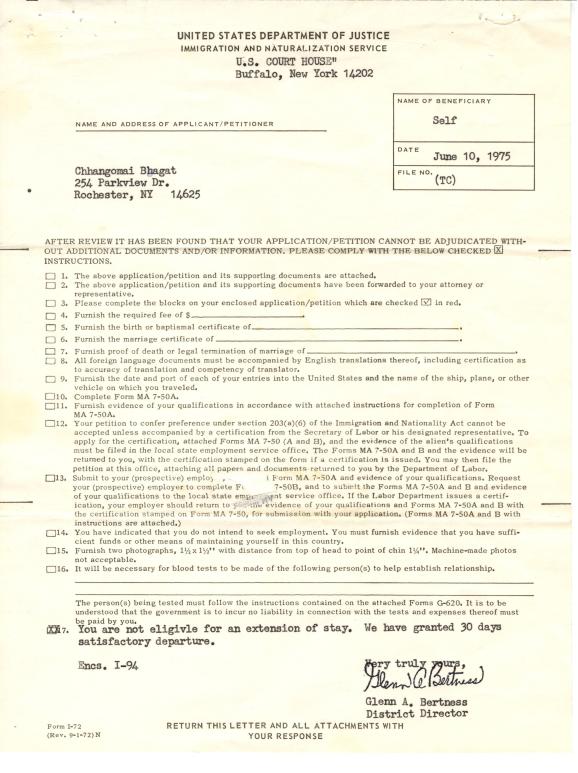 UNITED STATES DEPARTMENT OF JUSTICE
IMMIGRATION AND NATURALIZATION SERVICE
U.S. COURT HOUSE"
Buffalo, New York 14202
NAME OF BENEFICIARY
Self
DATE
June 10, 1975
FILE NO.
(TC)
NAME AND ADDRESS OF APPLICANT/PETITIONER
Chhangomai Bhagat
254 Parkview Dr.
Rochester, NY 14625
AFTER REVIEW IT HAS BEEN FOUND THAT YOUR APPLICATION/PETITION CANNOT BE ADJUDICATED WITH-
OUT ADDITIONAL DOCUMENTS AND/OR INFORMATION. PLEASE COMPLY WITH THE BELOW CHECKED X
INSTRUCTIONS.
1. The above application/petition and its supporting documents are attached.
2. The above application/petition and its supporting documents have been forwarded to your attorney or
representative.
3. Please complete the blocks on your enclosed application/petition which are checked in red.
4. Furnish the required fee of $
5. Furnish the birth or baptismal certificate of
6. Furnish the marriage certificate of
7. Furnish proof of death or legal termination of marriage of
8. All foreign language documents must be accompanied by English translations thereof, including certification as
to accuracy of translation and competency of translator.
9. Furnish the date and port of each of your entries into the United States and the name of the ship, plane, or other
vehicle on which you traveled.
10. Complete Form MA 7-50A.
11. Furnish evidence of your qualifications in accordance with attached instructions for completion of Form
MA 7-50A.
12. Your petition to confer preference under section 203(a)(6) of the Immigration and Nationality Act cannot be
accepted unless accompanied by a certification from the Secretary of Labor or his designated representative. To
apply for the certification, attached Forms MA 7-50 (A and B), and the evidence of the alien's qualifications
must be filed in the local state employment service office. The Forms MA 7-50A and B and the evidence will be
returned to you, with the certification stamped on the form if a certification is issued. You may then file the
petition at this office, attaching all papers and documents returned to you by the Department of Labor.
13. Submit to your (prospective) emplo Form MA 7-50A and evidence of your qualifications. Request
your (prospective) employer to complete F 7-50B, and to submit the Forms MA 7-50A and B and evidence
of your qualifications to the local state em nt service office. If the Labor Department issues a certif-
ication, your employer should return to evidence of your qualifications and Forms MA 7-50A and B with
the certification stamped on Form MA 7-50, for submission with your application. (Forms MA 7-50A and B with
instructions are attached.)
14. You have indicated that you do not intend to seek employment. You must furnish evidence that you have suffi-
cient funds or other means of maintaining yourself in this country.
15. Furnish two photographs, 1½ x 1½" with distance from top of head to point of chin 1¼". Machine-made photos
not acceptable.
16. It will be necessary for blood tests to be made of the following person(s) to help establish relationship.
The person(s) being tested must follow the instructions contained on the attached Forms G-620. It is to be
understood that the government is to incur no liability in connection with the tests and expenses thereof must
be paid by you.
7. You are not eligivle for an extension of stay. We have granted 30 days
satisfactory departure.
Encs. I-94
Very truly yours,
Glenn A. Bertness
Glenn A. Bertness
District Director
Form I-72
(Rev. 9-1-72) N
RETURN THIS LETTER AND ALL ATTACHMENTS WITH
YOUR RESPONSE